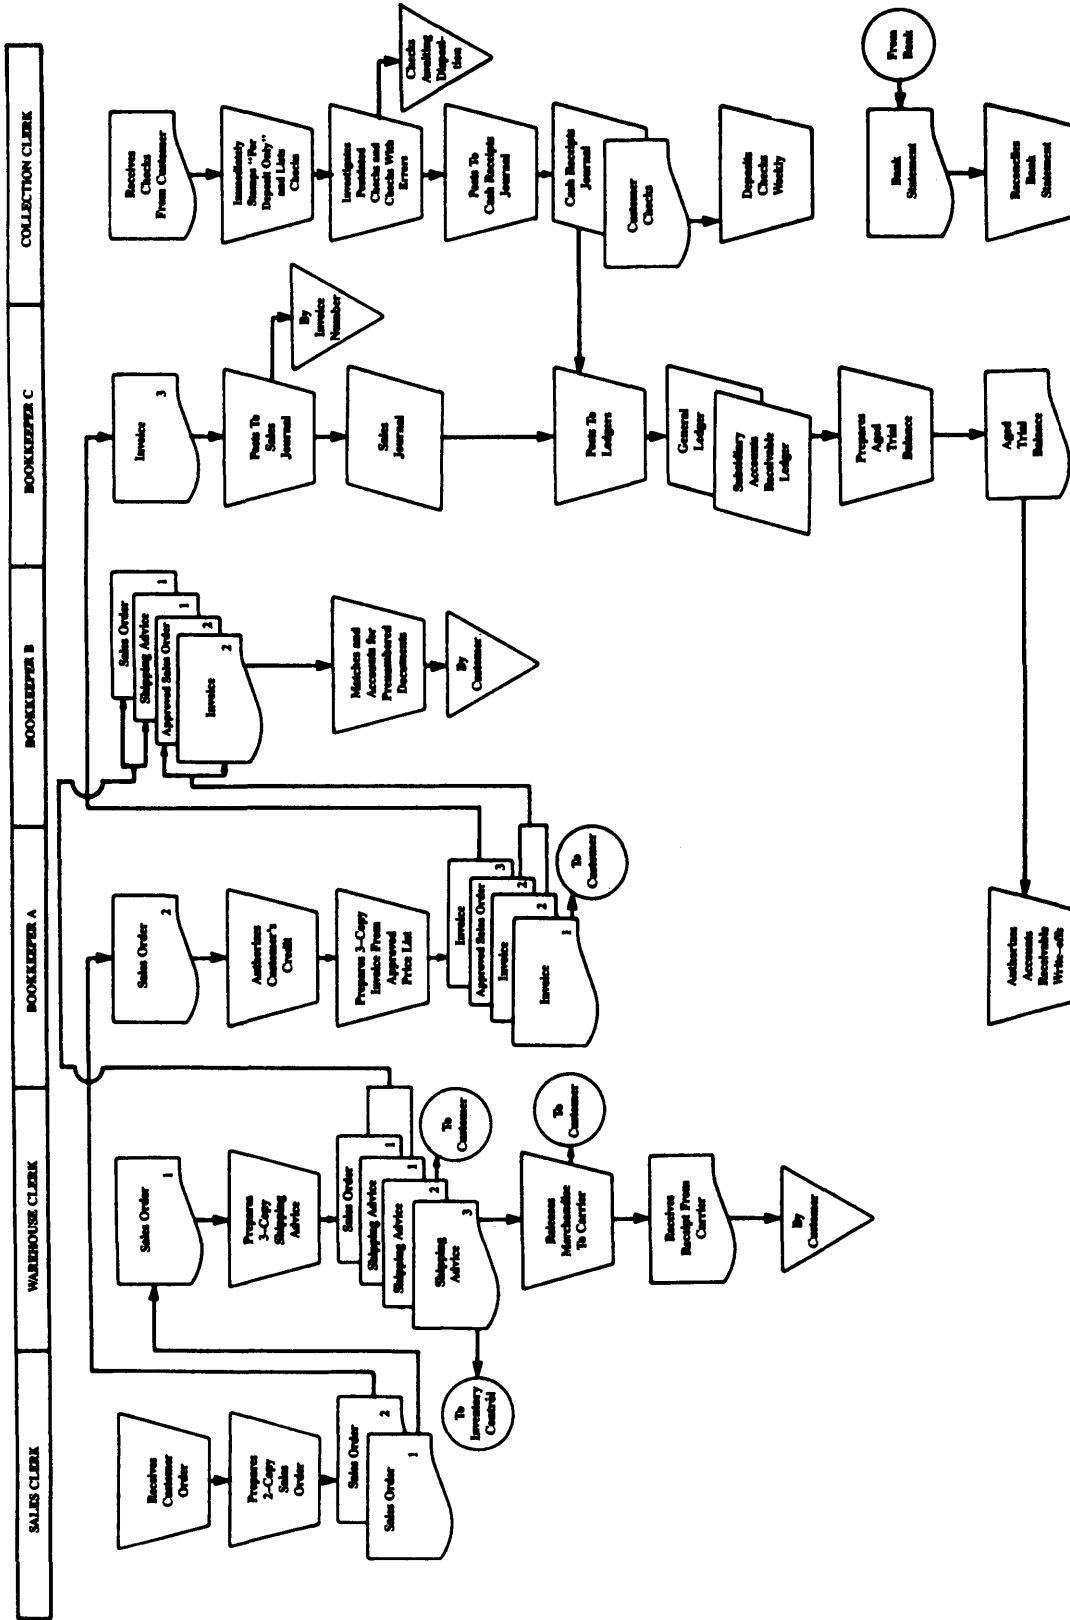 SALES CLERK
WAREHOUSE CLERK
BOOKKEEPER A
BOOKKEEPER B
BOOKKEEPER C
COLLECTION CLERK
Receives
Customer
Order
Prepares
2-Copy
Sales
Order
Sales Order
2
Sales Order
1
Sales Order
1
Prepares
3-Copy
Shipping
Advice
Sales Order
1
Shipping Advice
1
Shipping Advice
2
Shipping
Advice
3
To
Customer
To
Inventory
Control
Releases
Merchandise
To Carrier
To
Customer
Receives
Receipt From
Carrier
By
Customer
Sales Order
2
Authorizes
Customer's
Credit
Prepares 3-Copy
Invoice From
Approved
Price List
Invoice
3
Approved Sales Order
2
Invoice
2
Invoice
1
To
Customer
Authorizes
Accounts
Receivable
Write-offs
Sales Order
1
Shipping Advice
1
Approved Sales Order
2
Invoice
2
Matches and
Accounts for
Prenumbered
Documents
By
Customer
Invoice
3
Posts To
Sales
Journal
By
Invoice
Number
Sales
Journal
Posts To
Ledgers
General
Ledger
Subsidiary
Accounts
Receivable
Ledger
Prepares
Aged
Trial
Balance
Aged
Trial
Balance
Receives
Checks
From Customer
Immediately
Stamps "For
Deposit Only"
and Lists
Checks
Investigates
Postdated
Checks and
Checks With
Errors
Checks
Awaiting
Disposi-
tion
Posts To
Cash Receipts
Journal
Cash Receipts
Journal
Customer
Checks
Deposits
Checks
Weekly
From
Bank
Bank
Statement
Reconciles
Bank
Statement